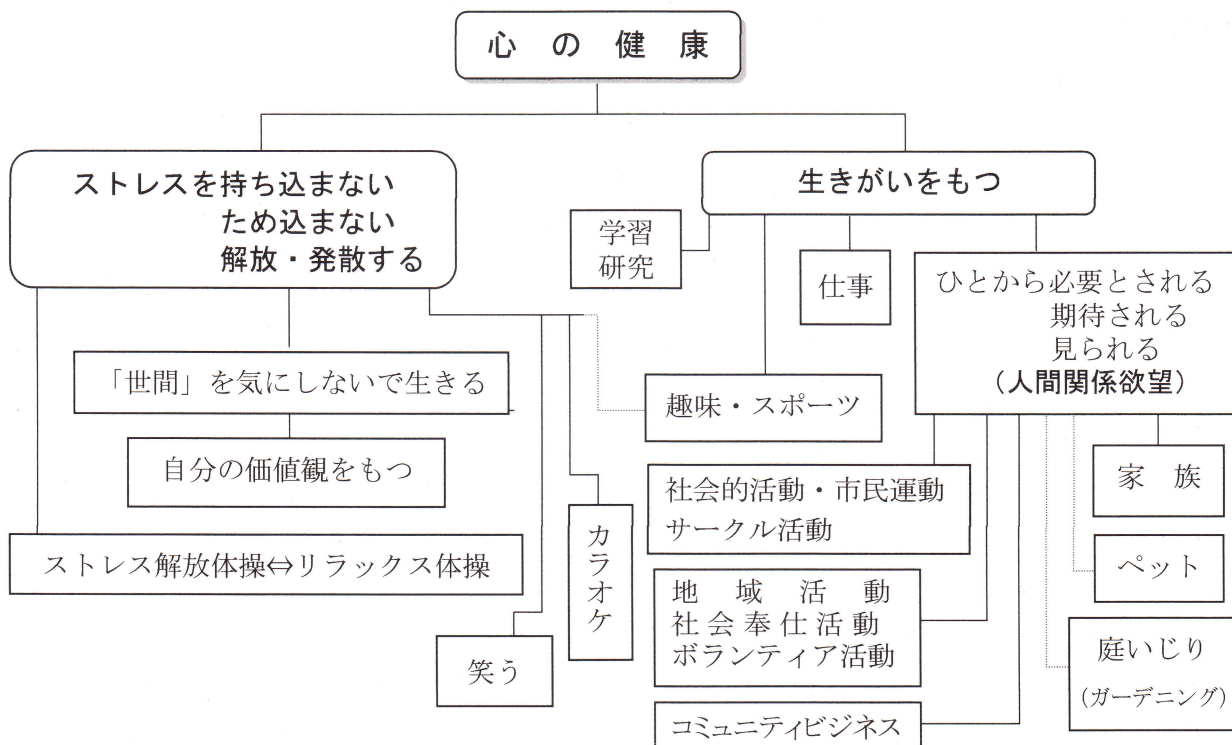 心の健康
ストレスを持ち込まない
ため込まない
解放・発散する
「世間」を気にしないで生きる
自分の価値観をもつ
ストレス解放体操⇔リラックス体操
笑う
カラオケ
生きがいをもつ
学習
研究
趣味・スポーツ
仕事
ひとから必要とされる
期待される
見られる
(人間関係欲望)
社会的活動・市民運動
サークル活動
地域活動
社会奉仕活動
ボランティア活動
コミュニティビジネス
家族
ペット
庭いじり
(ガーデニング)